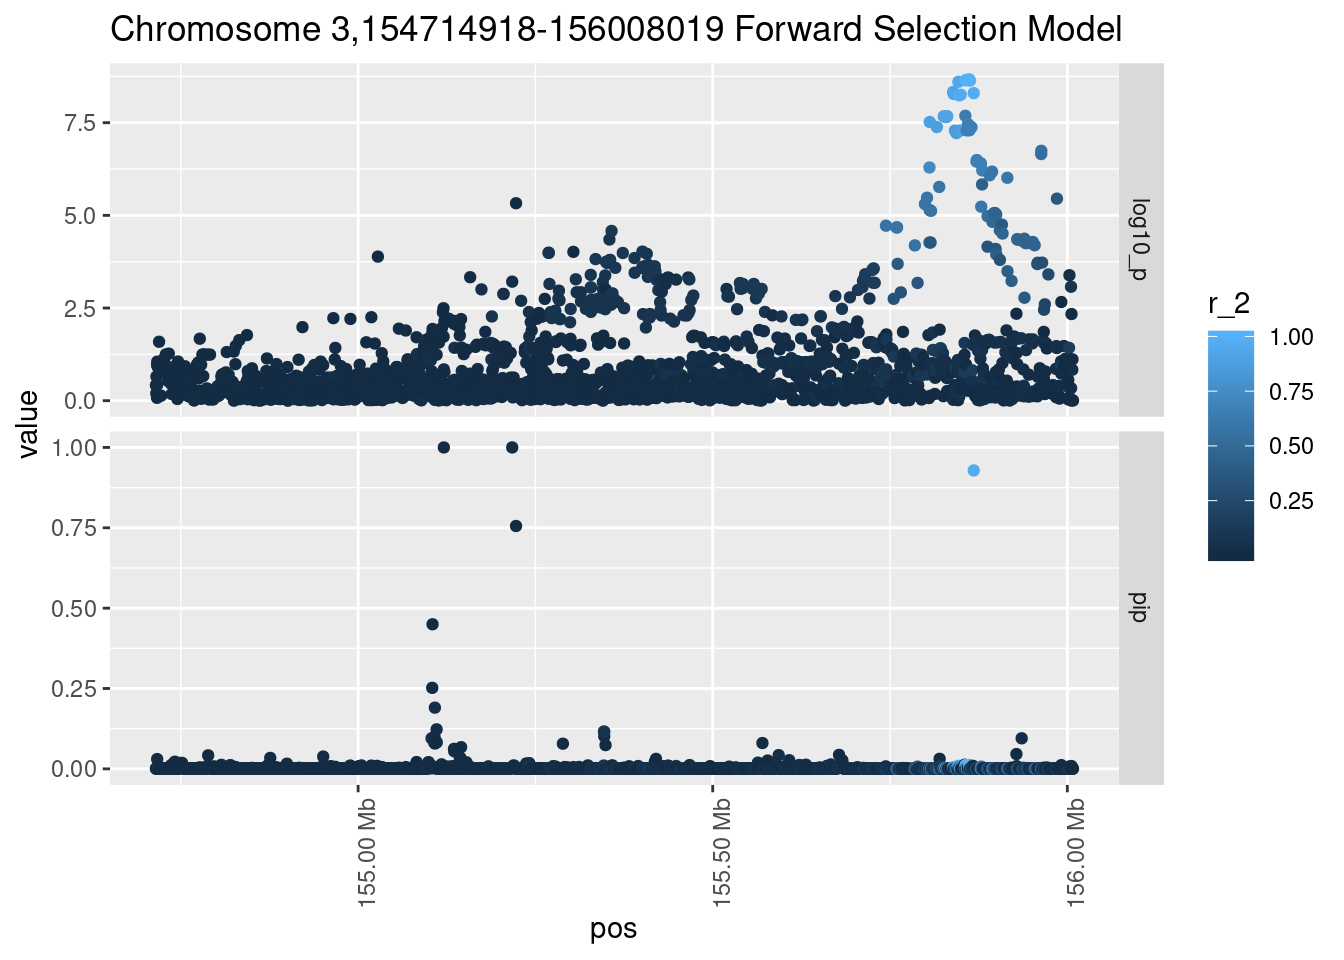 Chromosome 3,154714918-156008019 Forward Selection Model
7.5
5.0
2.5
0.0
log10_p
1.00
0.75
0.50
0.25
0.00
pip
value
155.00 Mb
155.50 Mb
156.00 Mb
pos
r_2
1.00
0.75
0.50
0.25